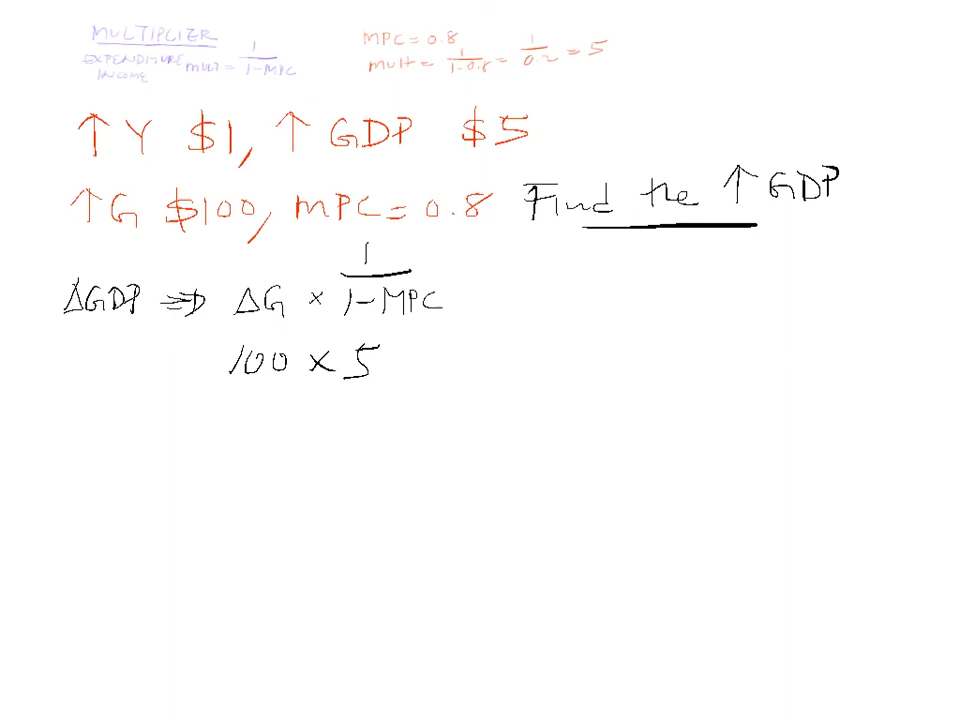 MULTIPLIER
EXPENDITURE INCOME MULT = 1/1-MPC
MPC = 0.8
MULT = 1/1-0.8 = 1/0.2 = 5
↑ Y $1, ↑ GDP $5
↑G $100, MPC = 0.8 Find the ↑ GDP
ΔGDP ⇒ ΔG × 1/1-MPC
100 × 5